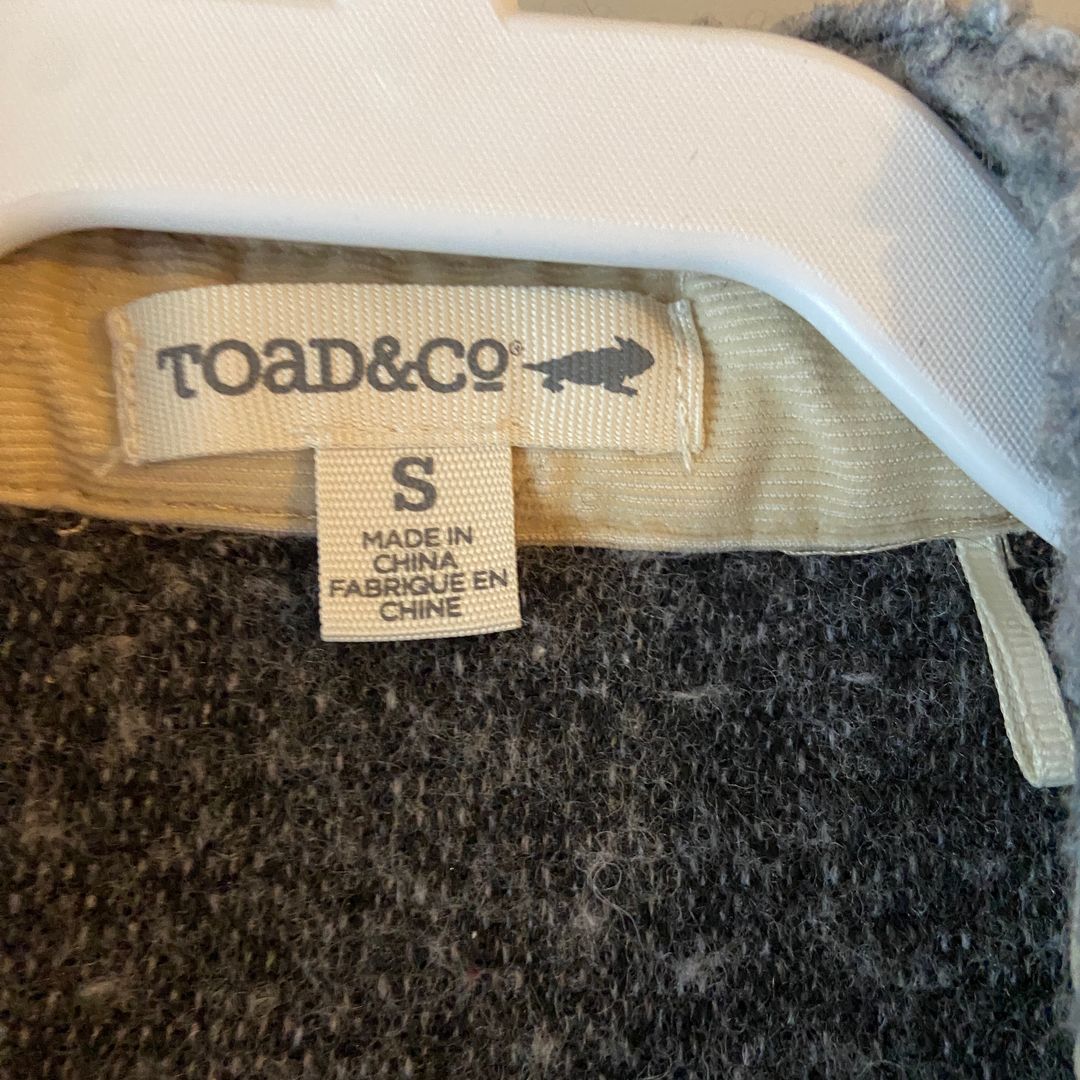 TOAD&CO®
S
MADE IN
CHINA
FABRIQUE EN
CHINE